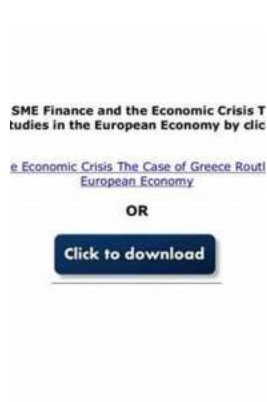 SME Finance and the Economic Crisis T
tudies in the European Economy by clic
e Economic Crisis The Case of Greece Routl
European Economy
OR
Click to download